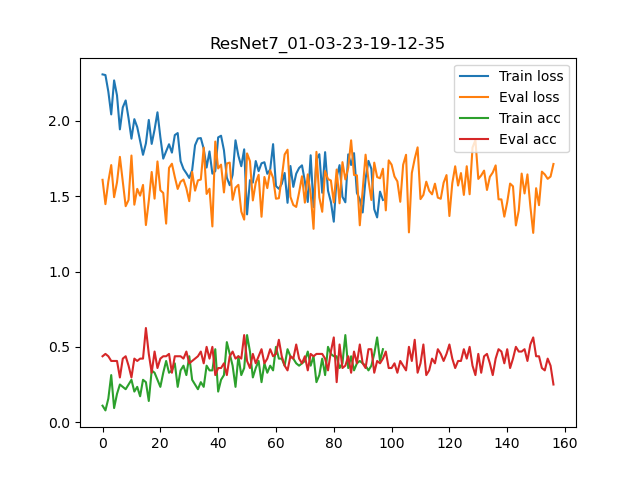 ResNet7_01-03-23-19-12-35
Train loss
Eval loss
Train acc
Eval acc
2.0
1.5
1.0
0.5
0.0
0 20 40 60 80 100 120 140 160